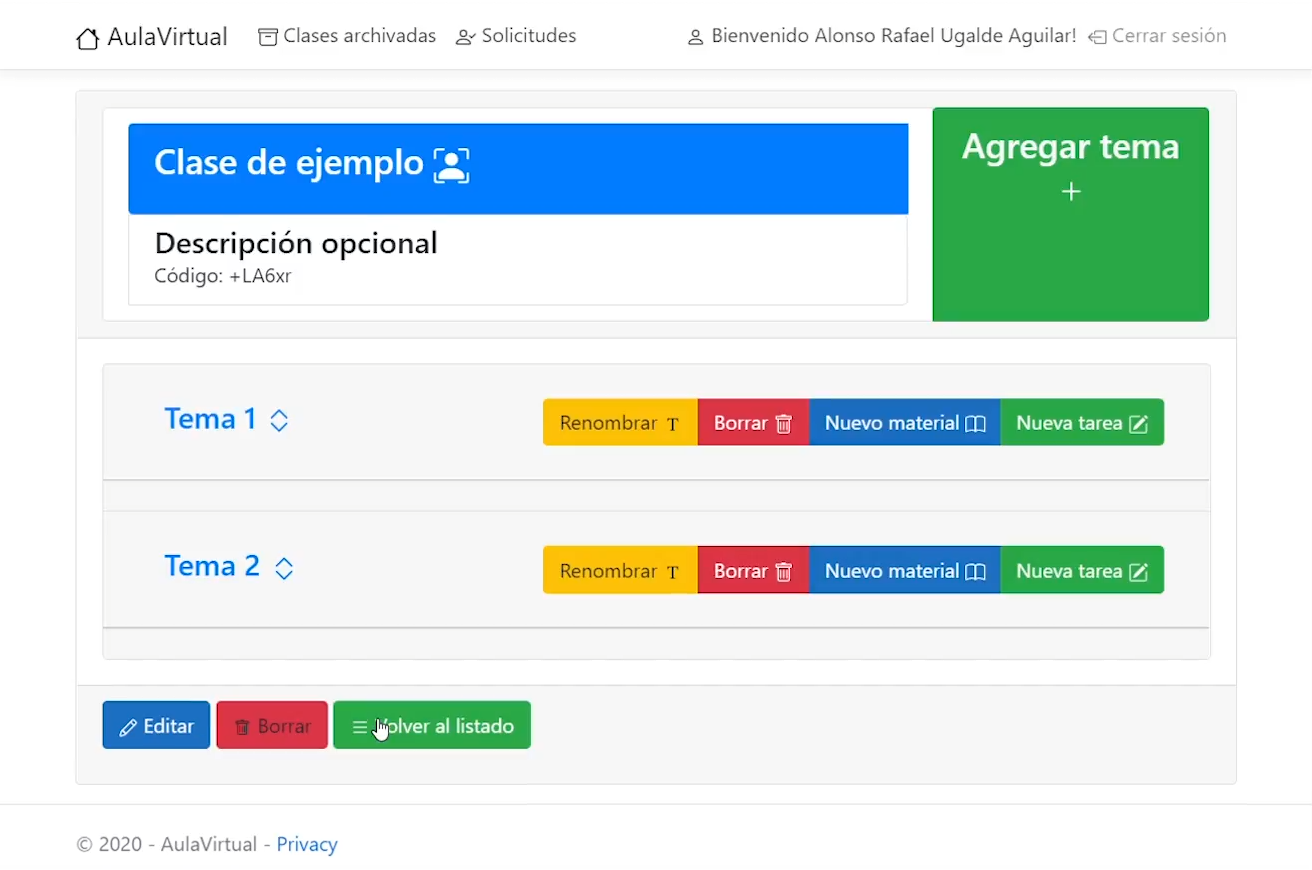 AulaVirtual Clases archivadas Solicitudes Bienvenido Alonso Rafael Ugalde Aguilar! Cerrar sesión
Clase de ejemplo
Descripción opcional
Código: +LA6xr
Agregar tema
+
Tema 1 Renombrar T Borrar Nuevo material Nueva tarea
Tema 2 Renombrar T Borrar Nuevo material Nueva tarea
Editar Borrar Volver al listado
© 2020 - AulaVirtual - Privacy